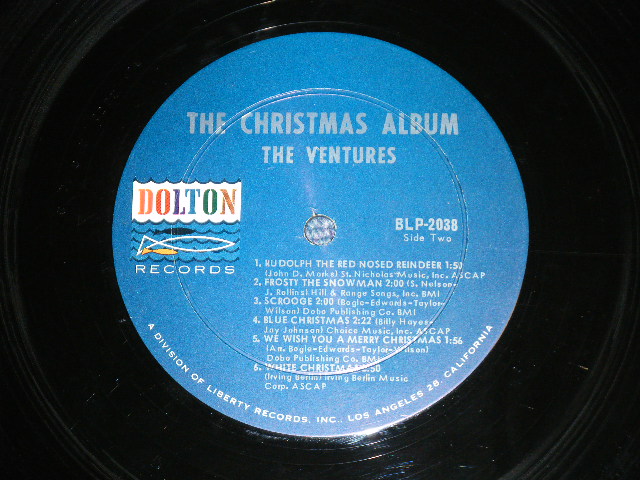 THE CHRISTMAS ALBUM
THE VENTURES
DOLTON
RECORDS
BLP-2038
Side Two
1. RUDOLPH THE RED NOSED REINDEER 1:50
(John D. Marks) St. Nicholas Music, Inc. ASCAP
2. FROSTY THE SNOWMAN 2:00 (S. Nelson-
J. Rollins) Hill & Range Songs, Inc. BMI
3. SCROOGE 2:00 (Bogle-Edwards-Taylor-
Wilson) Dobo Publishing Co. BMI
4. BLUE CHRISTMAS 2:22 (Billy Hayes-
Jay Johnson) Choice Music, Inc. ASCAP
5. WE WISH YOU A MERRY CHRISTMAS 1:56
(Arr. Bogle-Edwards-Taylor-Wilson)
Dobo Publishing Co. BMI
6. WHITE CHRISTMAS
(Irving Berlin) Irving Berlin Music
Corp. ASCAP
A DIVISION OF LIBERTY RECORDS, INC., LOS ANGELES 28, CALIFORNIA